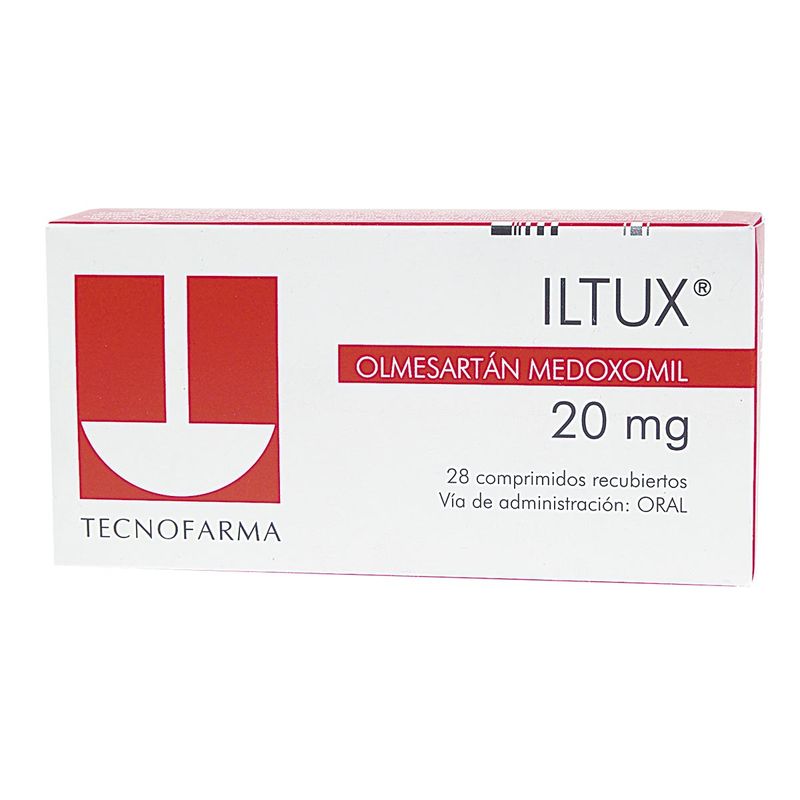 ILTUX®
OLMESARTÁN MEDOXOMIL
20 mg
28 comprimidos recubiertos
Vía de administración: ORAL
TECNOFARMA